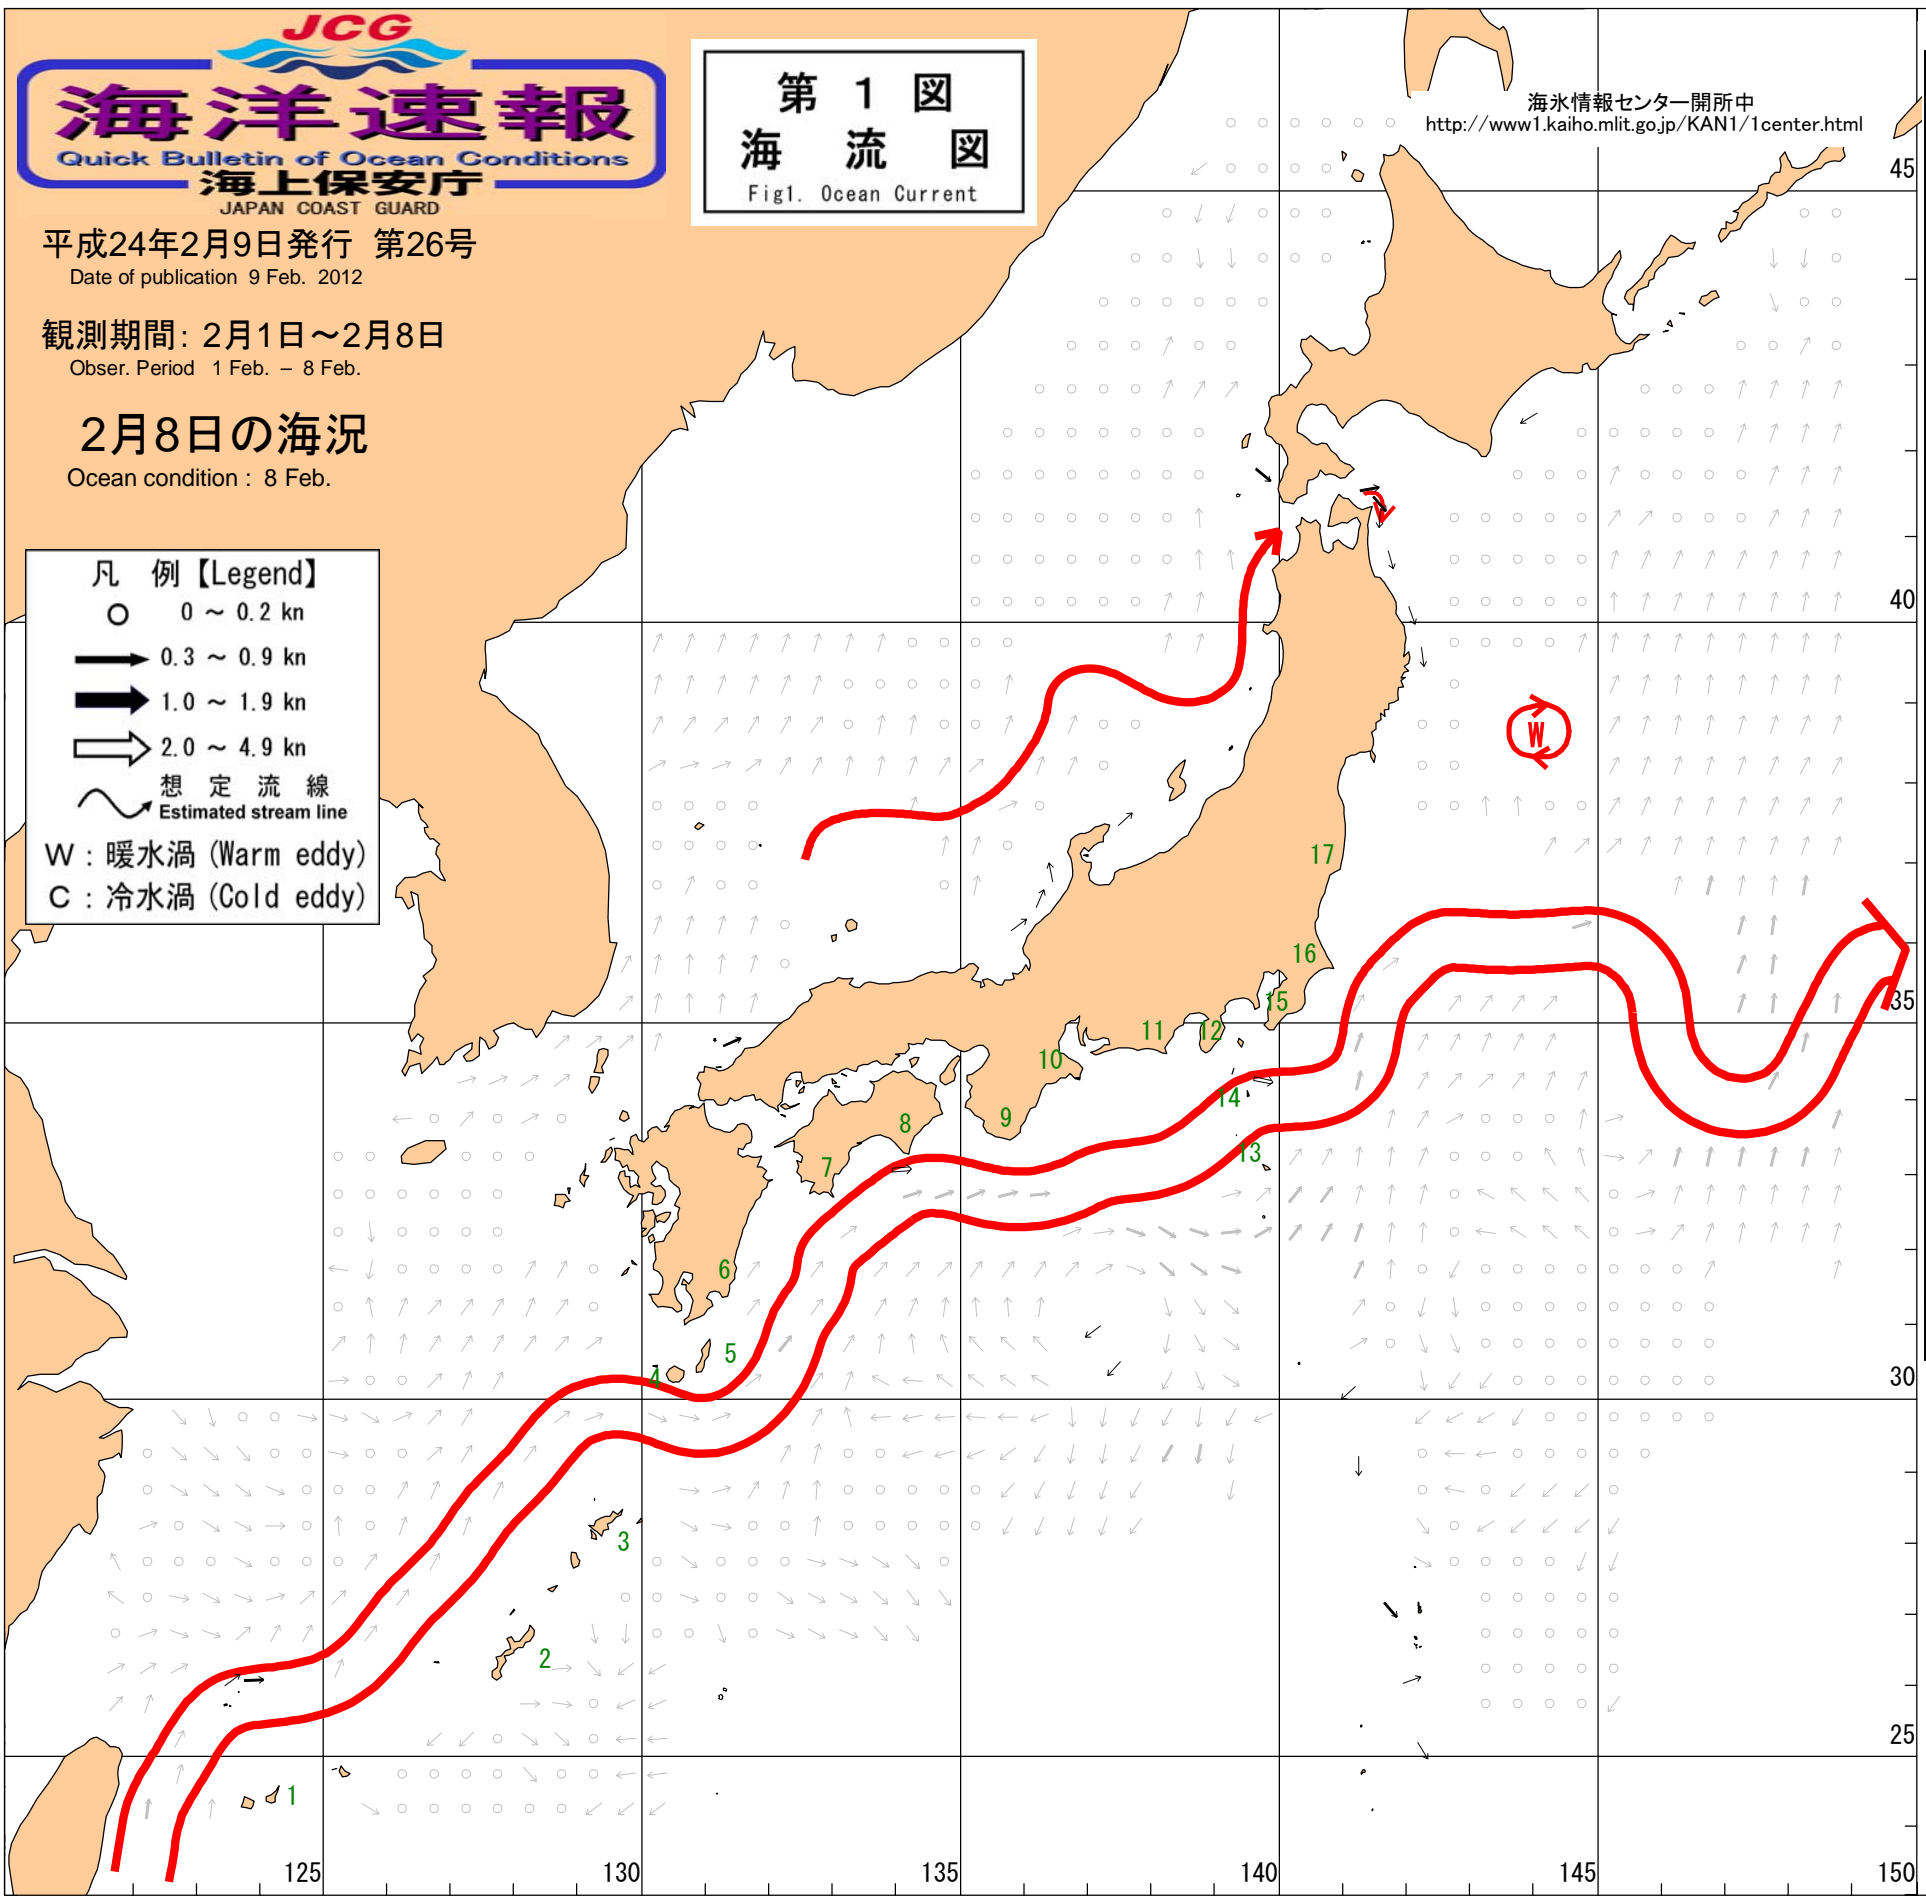 JCG
海洋速報
Quick Bulletin of Ocean Conditions
海上保安庁
JAPAN COAST GUARD
平成24年2月9日発行 第26号
Date of publication 9 Feb. 2012
観測期間: 2月1日～2月8日
Obser. Period 1 Feb. – 8 Feb.
2月8日の海況
Ocean condition : 8 Feb.
第 1 図
海 流 図
Fig1. Ocean Current
海氷情報センター開所中
http://www1.kaiho.mlit.go.jp/KAN1/1center.html
凡 例【Legend】
0 ～ 0.2 kn
0.3 ～ 0.9 kn
1.0 ～ 1.9 kn
2.0 ～ 4.9 kn
想 定 流 線
Estimated stream line
W : 暖水渦 (Warm eddy)
C : 冷水渦 (Cold eddy)
45
40
W
17
16
35
15
12
11
10
14
9
8
13
7
6
5
4
30
3
2
25
1
125
130
135
140
145
150